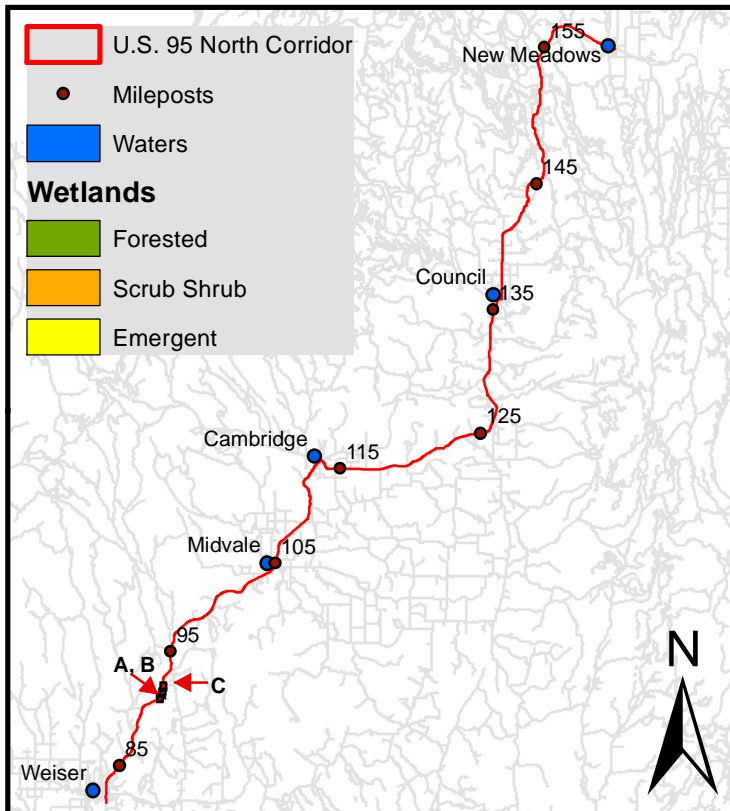 U.S. 95 North Corridor
Mileposts
Waters
Wetlands
Forested
Scrub Shrub
Emergent
155
New Meadows
145
Council
135
125
Cambridge
115
Midvale
105
95
A, B
C
N
85
Weiser